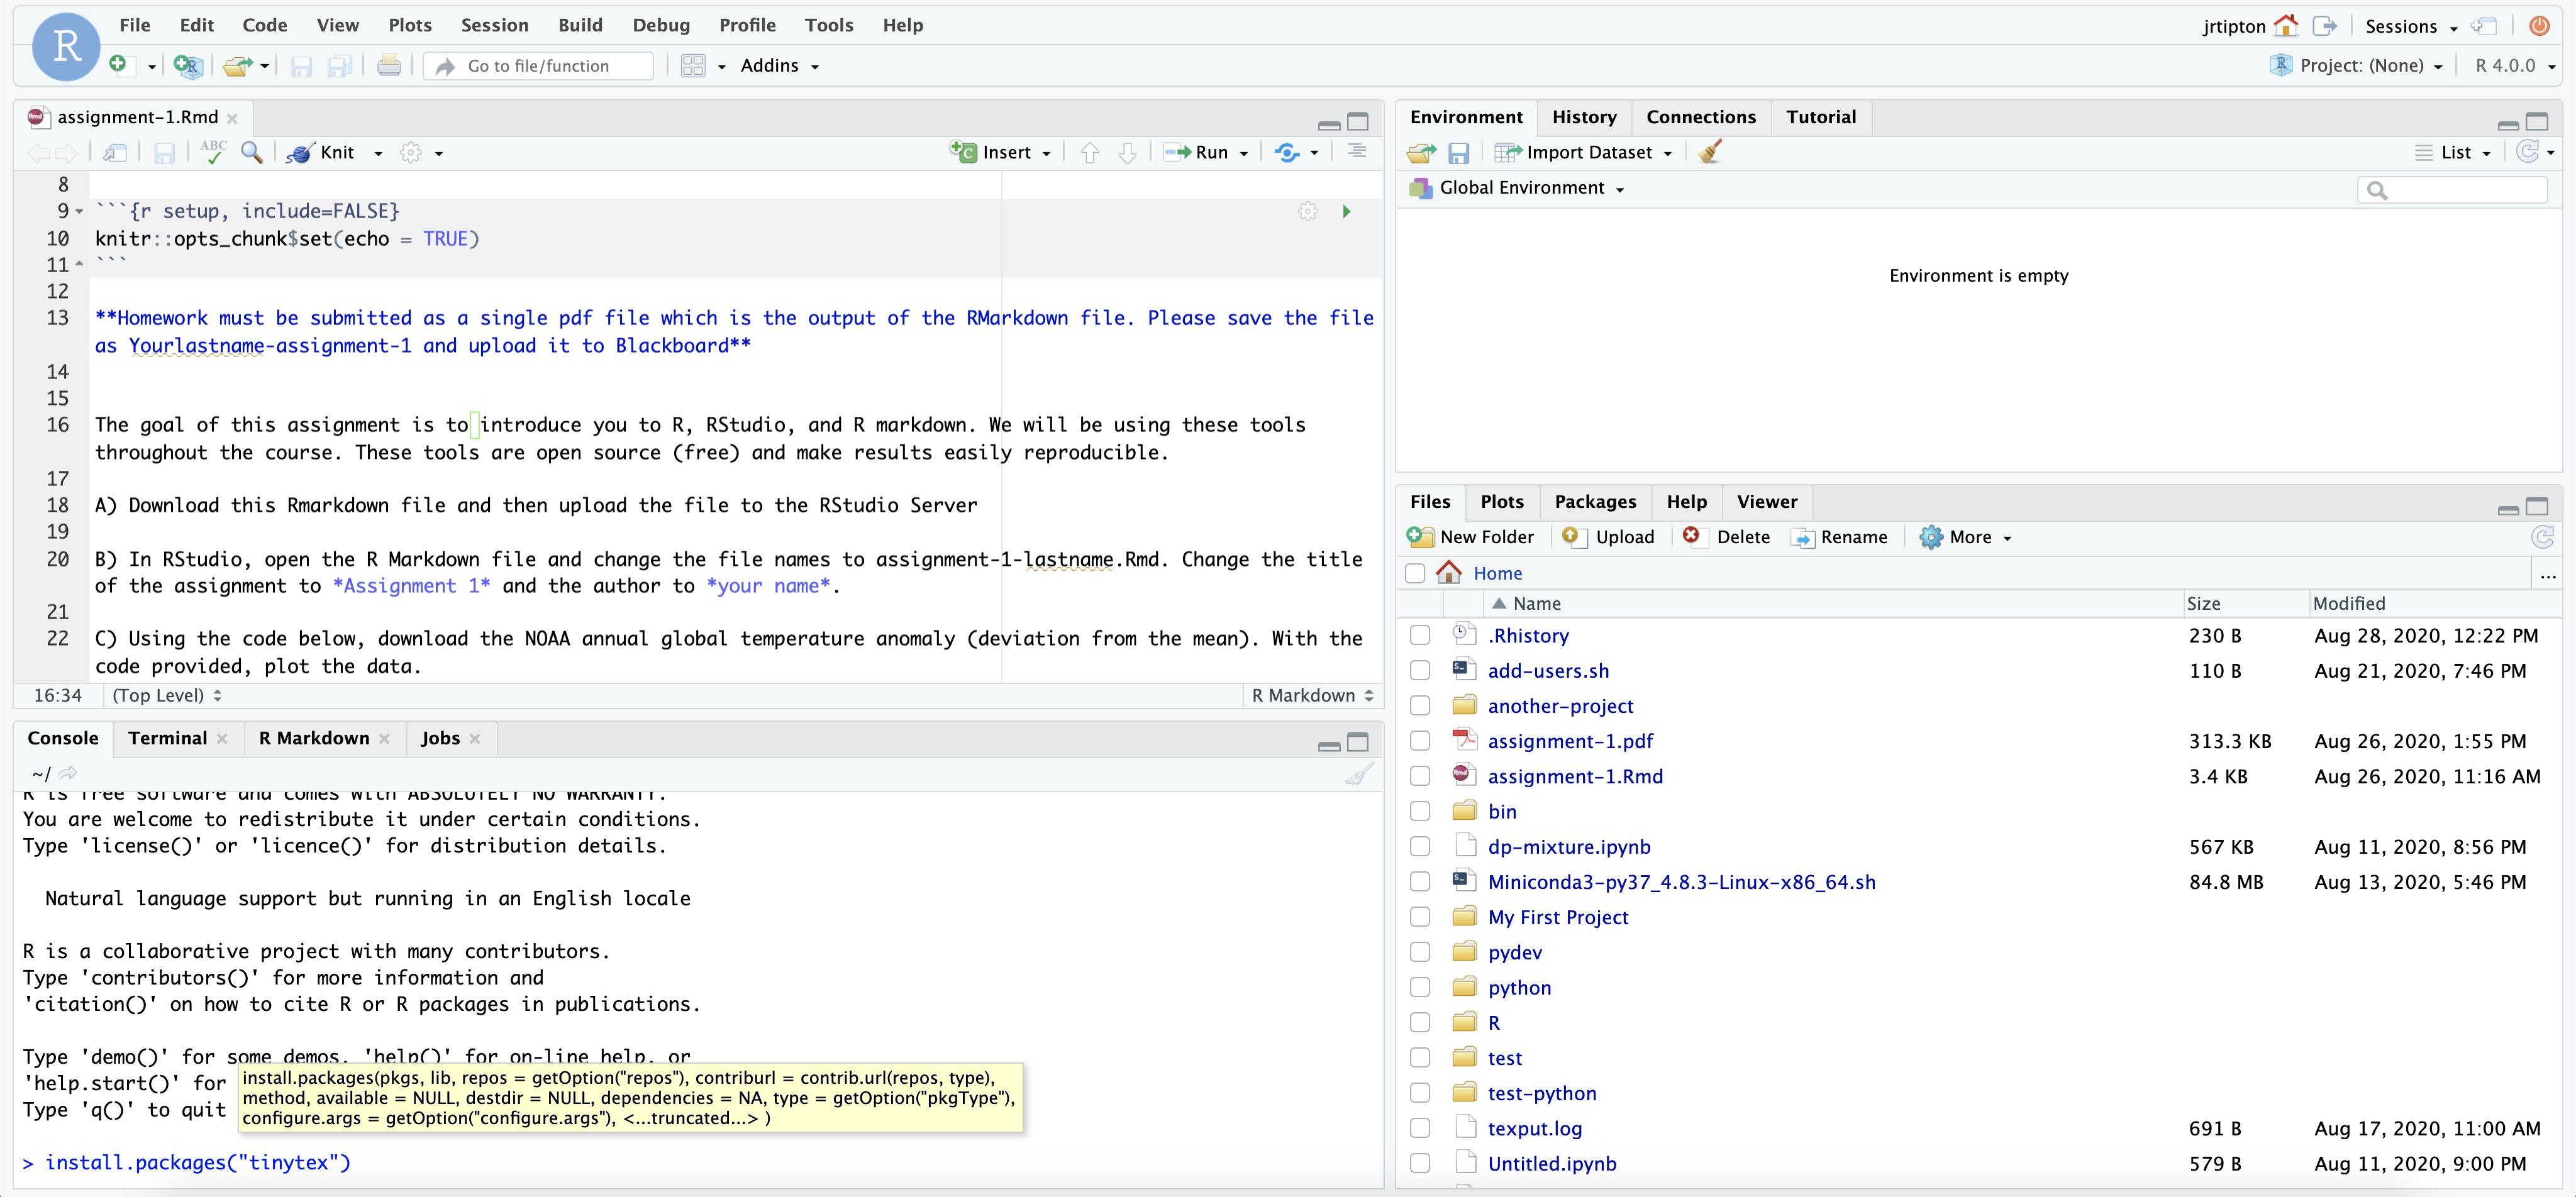 R
File Edit Code View Plots Session Build Debug Profile Tools Help
jrtipton Sessions
Go to file/function Addins
Project: (None) R 4.0.0
assignment-1.Rmd
ABC Knit Insert Run
8
9 ```{r setup, include=FALSE}
10 knitr::opts_chunk$set(echo = TRUE)
11 ```
12
13 **Homework must be submitted as a single pdf file which is the output of the RMarkdown file. Please save the file
as Yourlastname-assignment-1 and upload it to Blackboard**
14
15
16 The goal of this assignment is to introduce you to R, RStudio, and R markdown. We will be using these tools
throughout the course. These tools are open source (free) and make results easily reproducible.
17
18 A) Download this Rmarkdown file and then upload the file to the RStudio Server
19
20 B) In RStudio, open the R Markdown file and change the file names to assignment-1-lastname.Rmd. Change the title
of the assignment to *Assignment 1* and the author to *your name*.
21
22 C) Using the code below, download the NOAA annual global temperature anomaly (deviation from the mean). With the
code provided, plot the data.
16:34 (Top Level) R Markdown
Console Terminal R Markdown Jobs
~/
R is free software and comes with ABSOLUTELY NO WARRANTY.
You are welcome to redistribute it under certain conditions.
Type 'license()' or 'licence()' for distribution details.
Natural language support but running in an English locale
R is a collaborative project with many contributors.
Type 'contributors()' for more information and
'citation()' on how to cite R or R packages in publications.
Type 'demo()' for some demos, 'help()' for on-line help, or
'help.start()' for
Type 'q()' to quit
install.packages(pkgs, lib, repos = getOption("repos"), contriburl = contrib.url(repos, type),
method, available = NULL, destdir = NULL, dependencies = NA, type = getOption("pkgType"),
configure.args = getOption("configure.args"), <...truncated...> )
> install.packages("tinytex")
Environment History Connections Tutorial
Import Dataset List
Global Environment
Environment is empty
Files Plots Packages Help Viewer
New Folder Upload Delete Rename More
Home ...
Name Size Modified
.Rhistory 230 B Aug 28, 2020, 12:22 PM
add-users.sh 110 B Aug 21, 2020, 7:46 PM
another-project
assignment-1.pdf 313.3 KB Aug 26, 2020, 1:55 PM
assignment-1.Rmd 3.4 KB Aug 26, 2020, 11:16 AM
bin
dp-mixture.ipynb 567 KB Aug 11, 2020, 8:56 PM
Miniconda3-py37_4.8.3-Linux-x86_64.sh 84.8 MB Aug 13, 2020, 5:46 PM
My First Project
pydev
python
R
test
test-python
texput.log 691 B Aug 17, 2020, 11:00 AM
Untitled.ipynb 579 B Aug 11, 2020, 9:00 PM